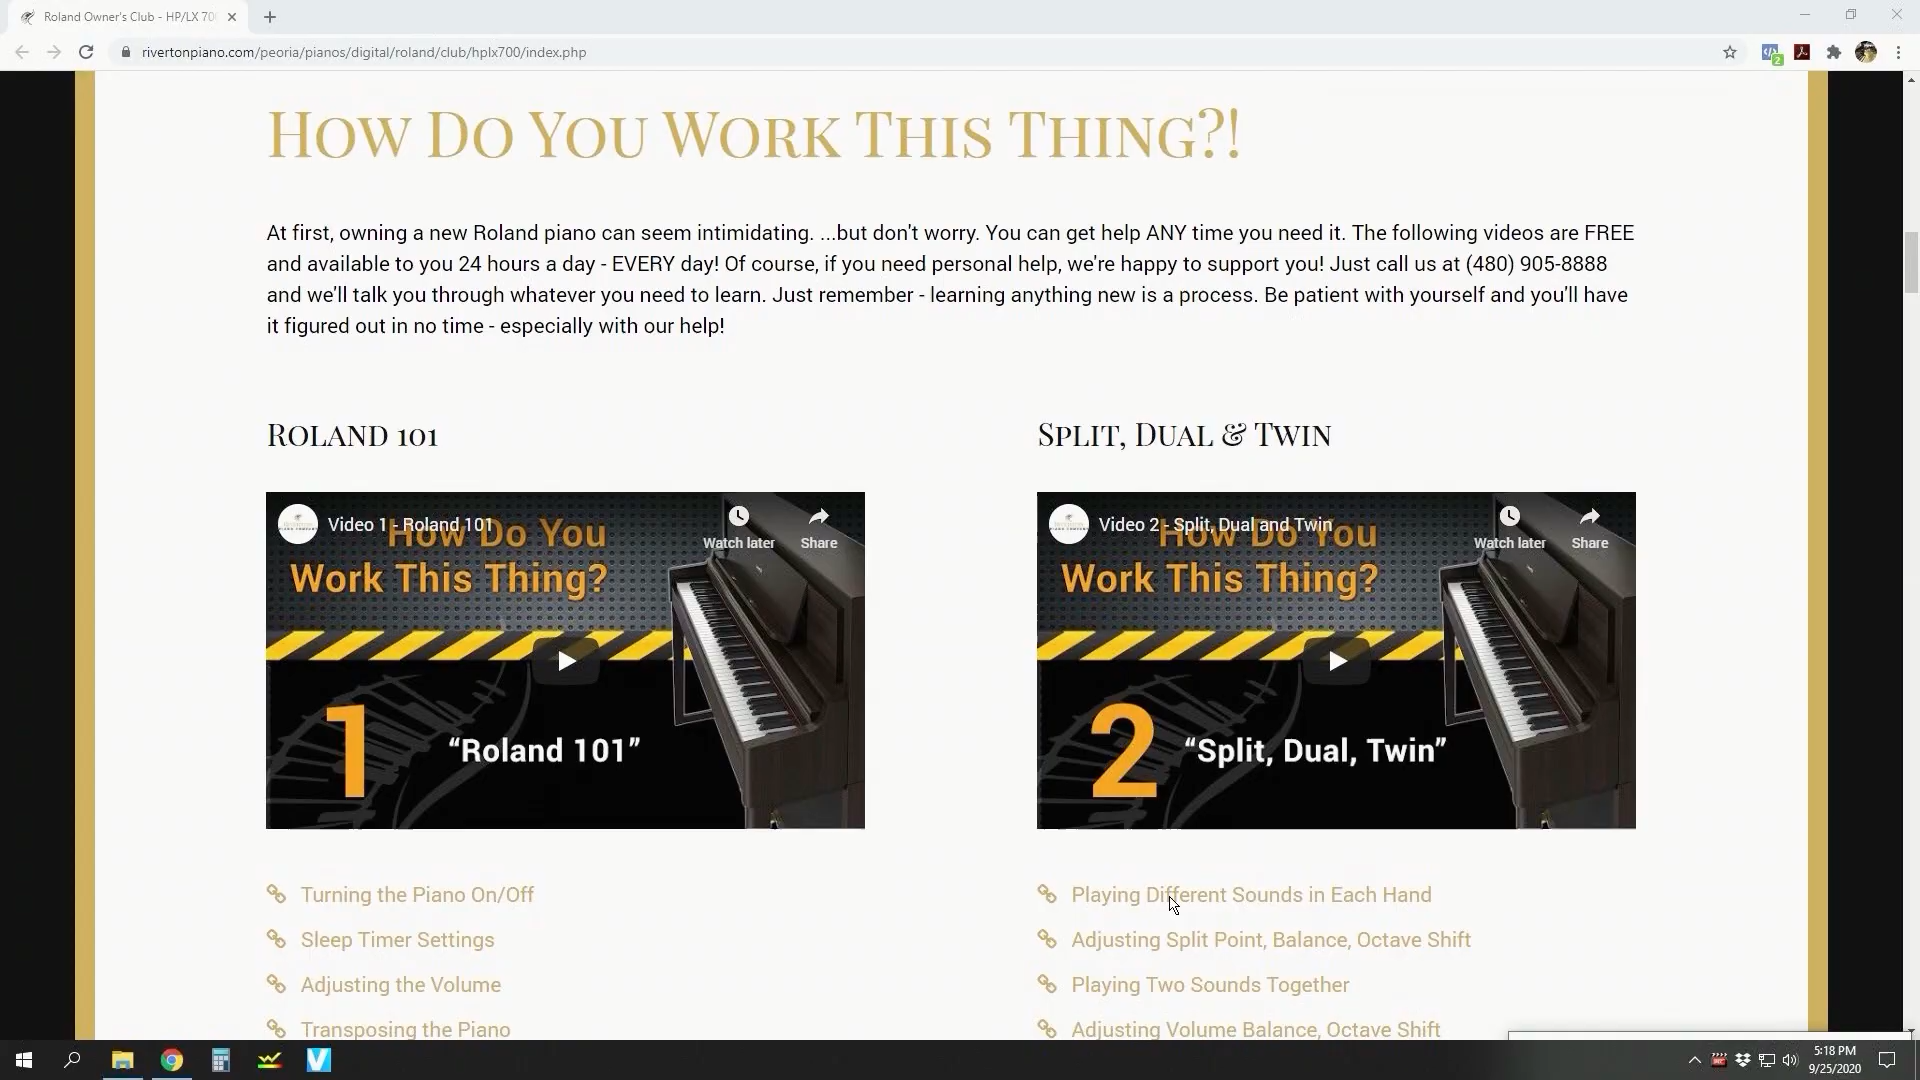 Roland Owner's Club - HP/LX 70
rivertonpiano.com/peoria/pianos/digital/roland/club/hplx700/index.php
2
How Do You Work This Thing?!
At first, owning a new Roland piano can seem intimidating. ...but don't worry. You can get help ANY time you need it. The following videos are FREE
and available to you 24 hours a day - EVERY day! Of course, if you need personal help, we're happy to support you! Just call us at (480) 905-8888
and we'll talk you through whatever you need to learn. Just remember - learning anything new is a process. Be patient with yourself and you'll have
it figured out in no time - especially with our help!
Roland 101
Video 1 - Roland 101
Watch later
Share
How Do You
Work This Thing?
1
“Roland 101”
Turning the Piano On/Off
Sleep Timer Settings
Adjusting the Volume
Transposing the Piano
Split, Dual & Twin
Video 2 - Split, Dual and Twin
Watch later
Share
How Do You
Work This Thing?
2
“Split, Dual, Twin”
Playing Different Sounds in Each Hand
Adjusting Split Point, Balance, Octave Shift
Playing Two Sounds Together
Adjusting Volume Balance, Octave Shift
5:18 PM
9/25/2020